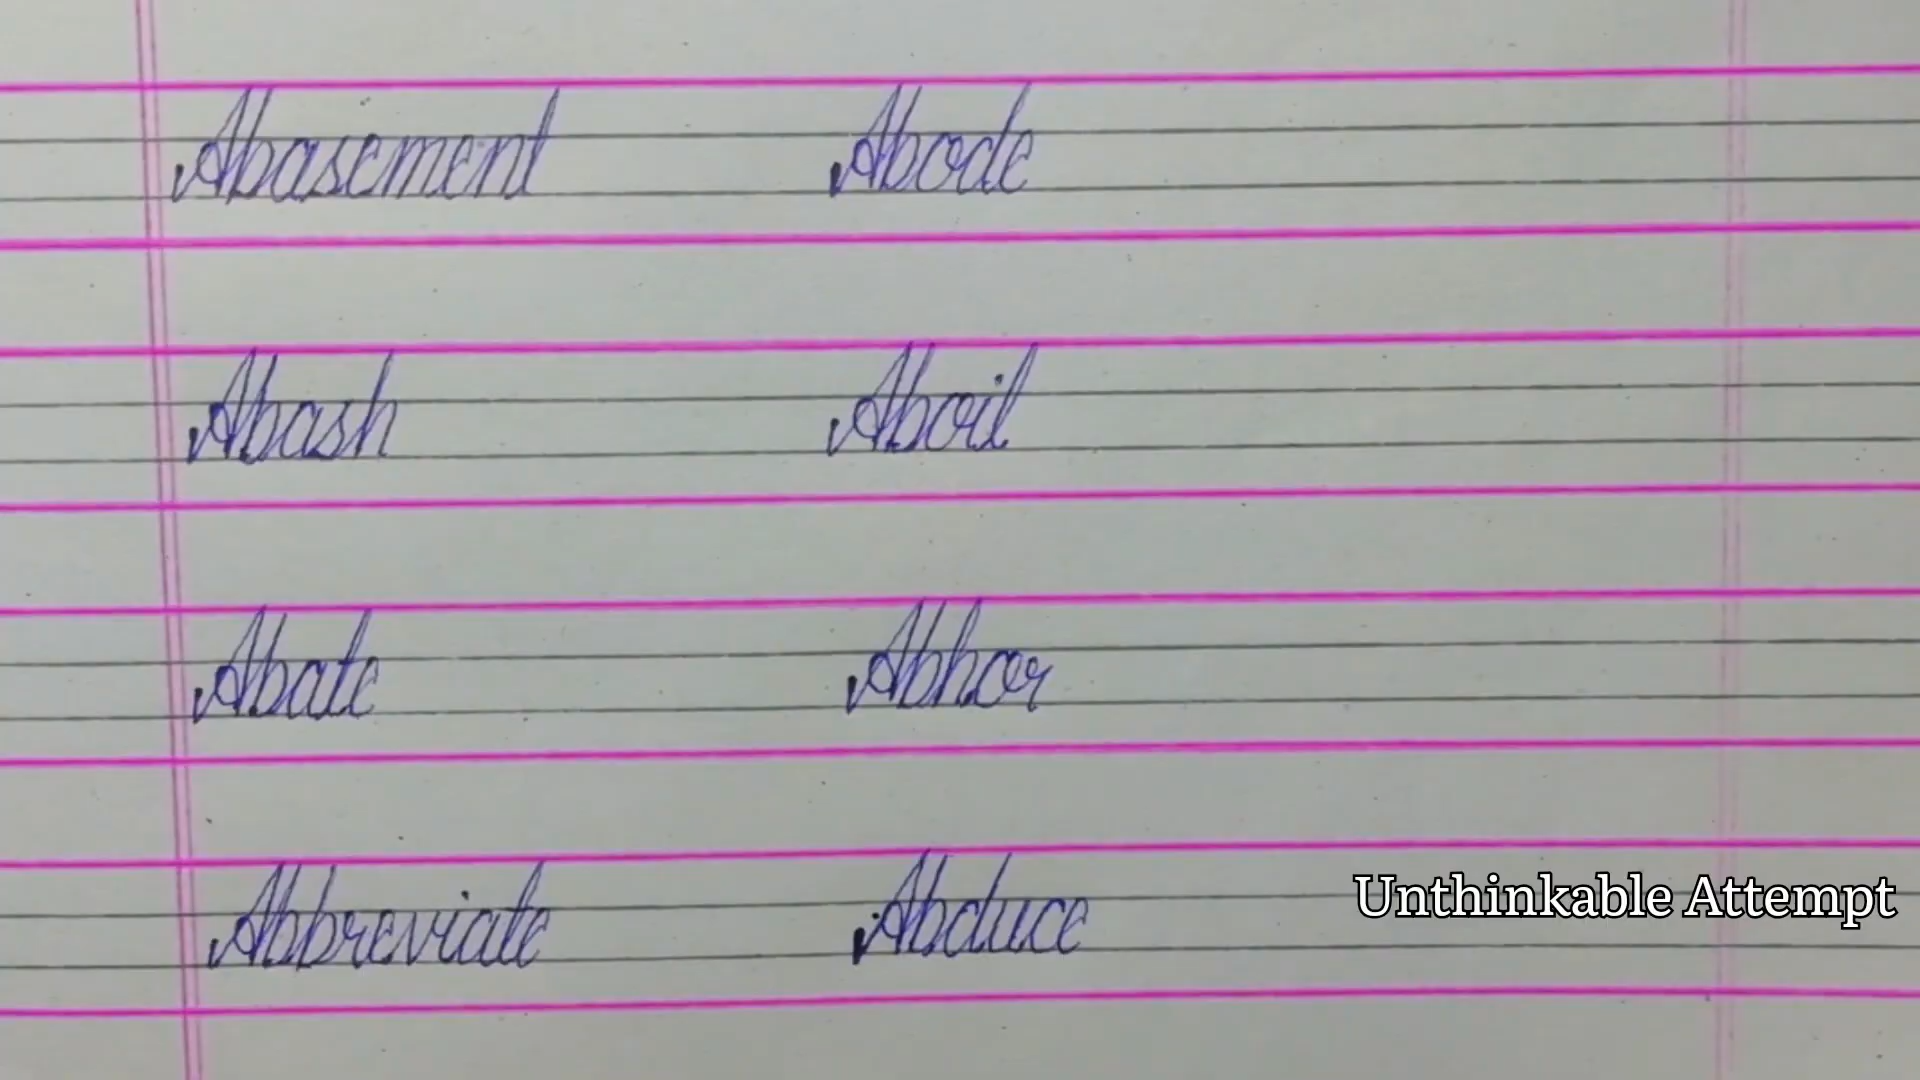 Abasement Abode
Abash Aboil
Abate Abhor
Abbreviate Abduce
Unthinkable Attempt